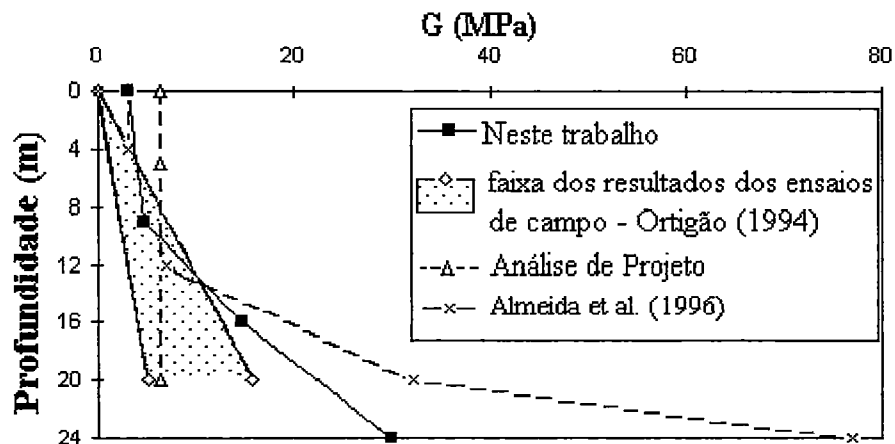 G (MPa)
0 20 40 60 80
Profundidade (m)
0
4
8
12
16
20
24
Neste trabalho
faixa dos resultados dos ensaios
de campo - Ortigão (1994)
Análise de Projeto
Almeida et al. (1996)